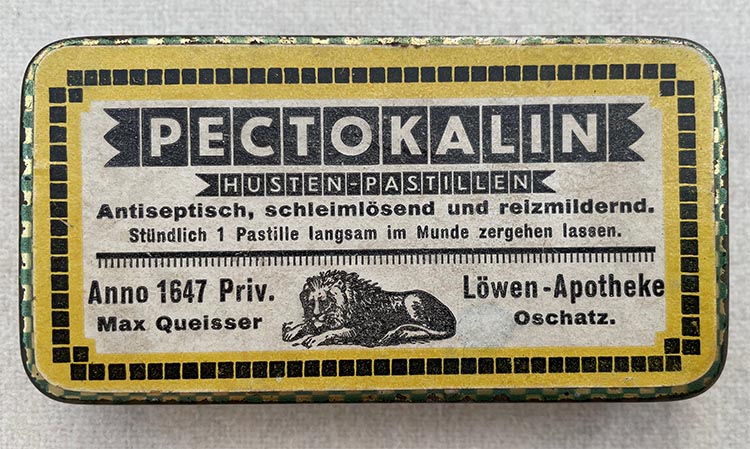 PECTOKALIN
HUSTEN-PASTILLEN
Antiseptisch, schleimlösend und reizmildernd.
Stündlich 1 Pastille langsam im Munde zergehen lassen.
Anno 1647 Priv.
Max Queisser
Löwen-Apotheke
Oschatz.